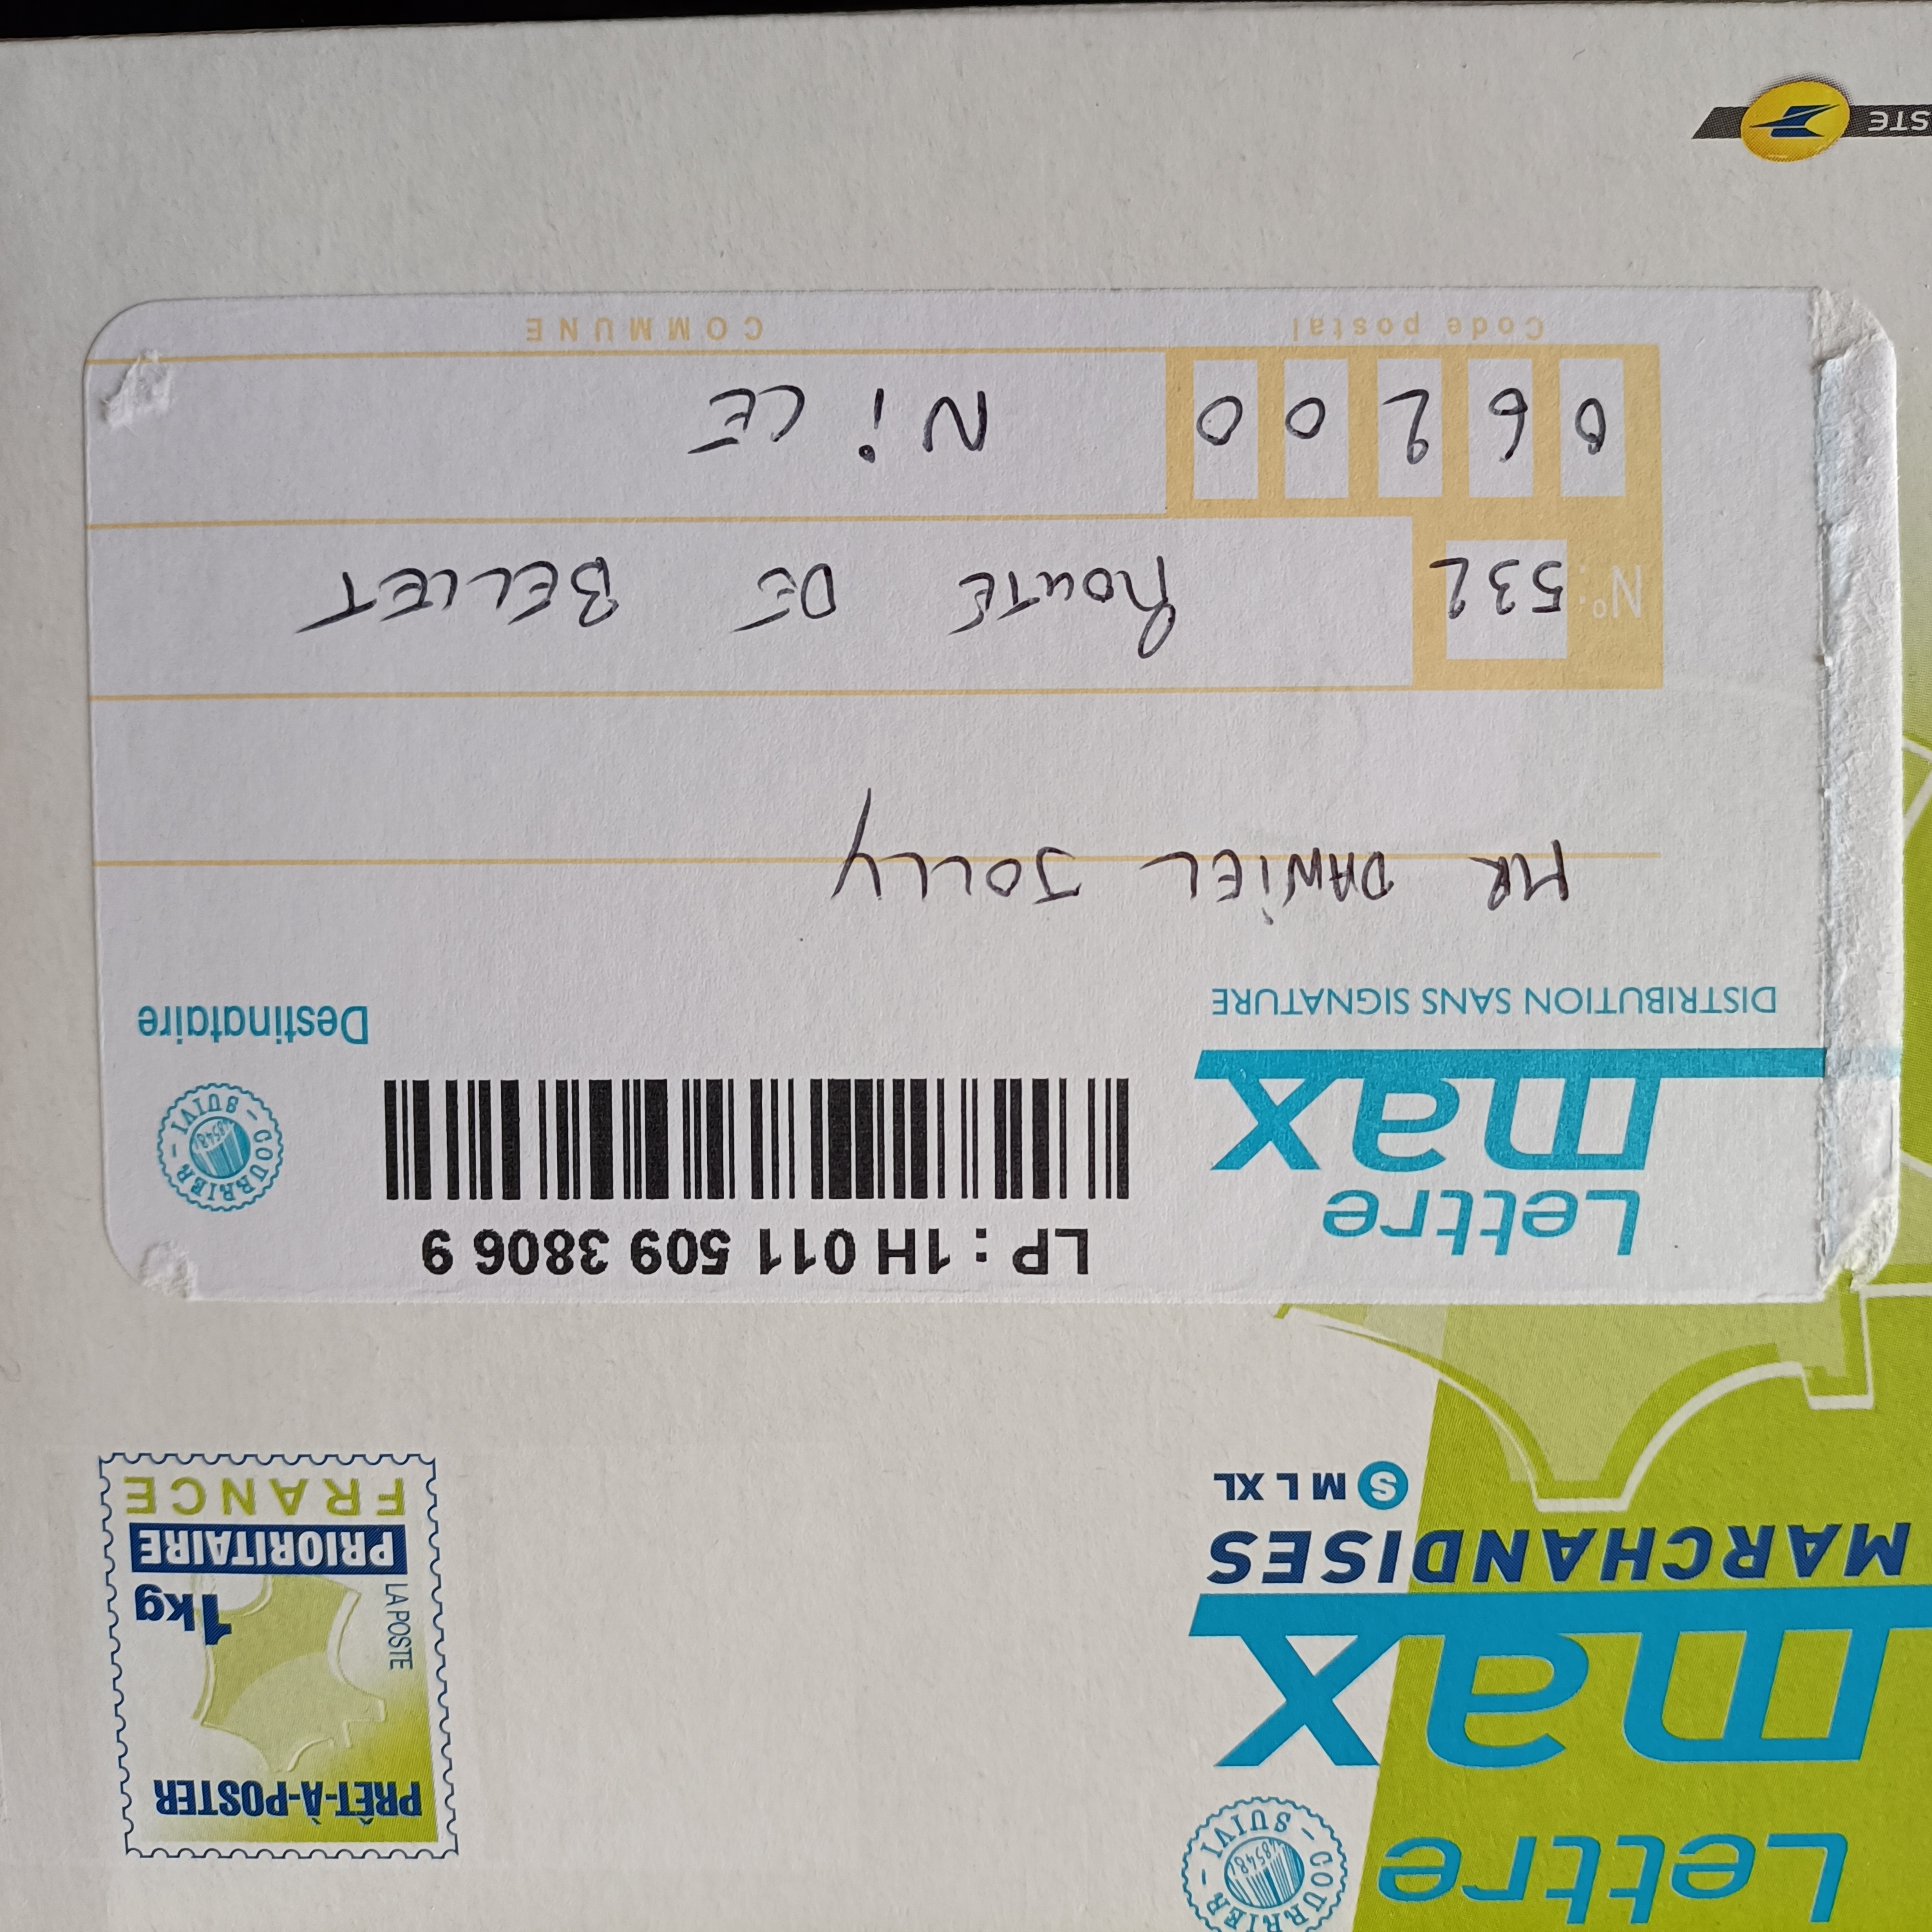 Lettre
COURRIER - SUIVI -
max
MARCHANDISES
S M L XL
PRÊT-À-POSTER
LA POSTE
1kg
PRIORITAIRE
FRANCE
Lettre
max
DISTRIBUTION SANS SIGNATURE
LP : 1H 011 509 3806 9
COURRIER - SUIVI -
Destinataire
MR DANIEL JOLLY
N°: 532 ROUTE DE BELLET
06200 NiCE
Code postal COMMUNE
STE